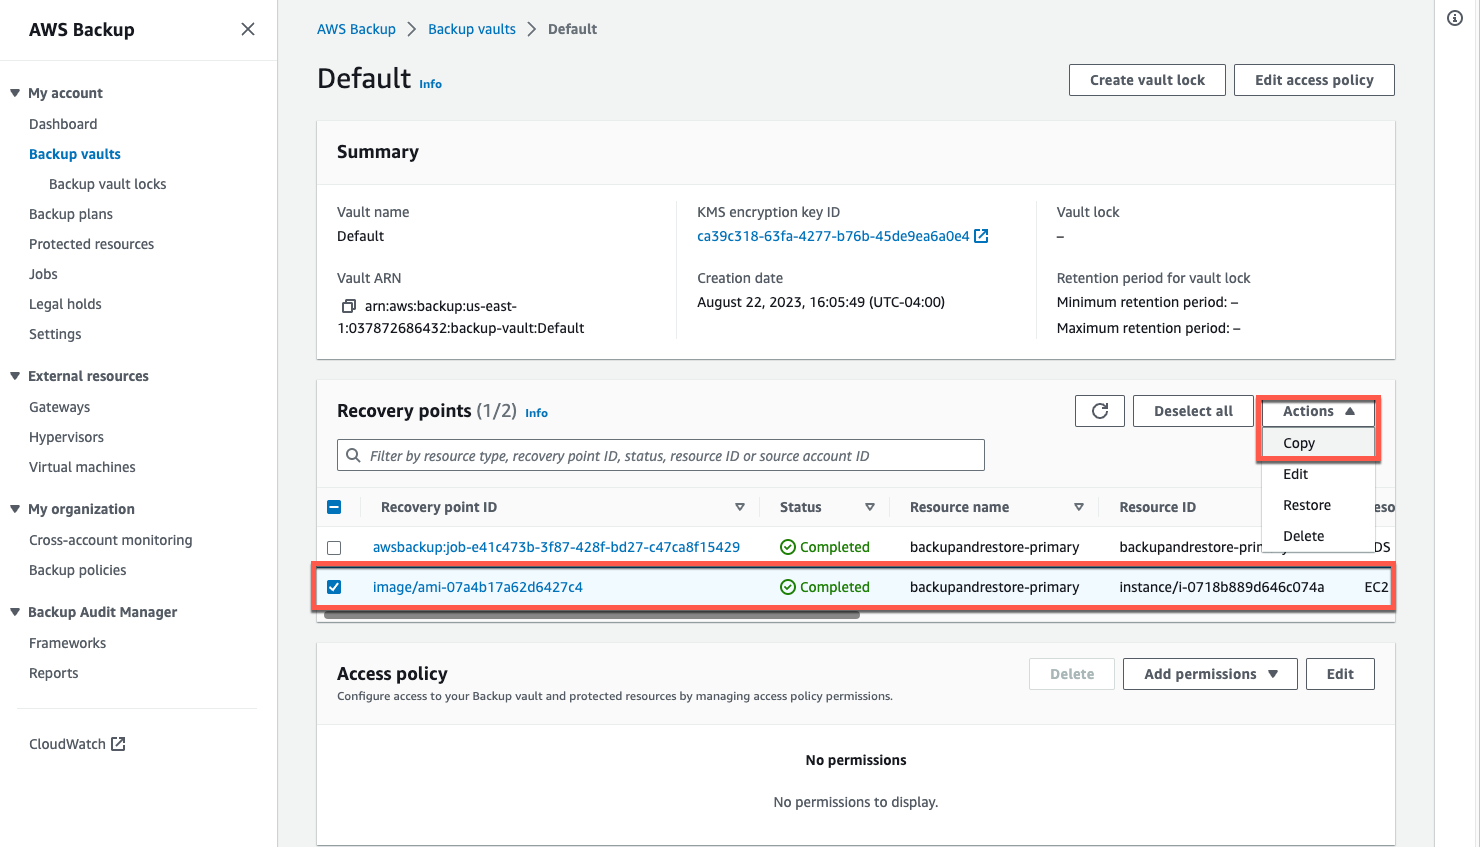 AWS Backup
My account
Dashboard
Backup vaults
Backup vault locks
Backup plans
Protected resources
Jobs
Legal holds
Settings
External resources
Gateways
Hypervisors
Virtual machines
My organization
Cross-account monitoring
Backup policies
Backup Audit Manager
Frameworks
Reports
CloudWatch
AWS Backup > Backup vaults > Default
Default Info
Create vault lock
Edit access policy
Summary
Vault name
Default
Vault ARN
arn:aws:backup:us-east-
1:037872686432:backup-vault:Default
KMS encryption key ID
ca39c318-63fa-4277-b76b-45de9ea6a0e4
Creation date
August 22, 2023, 16:05:49 (UTC-04:00)
Vault lock
–
Retention period for vault lock
Minimum retention period: –
Maximum retention period: –
Recovery points (1/2) Info
Deselect all
Actions
Copy
Edit
Restore
Delete
Filter by resource type, recovery point ID, status, resource ID or source account ID
Recovery point ID Status Resource name Resource ID
awsbackup:job-e41c473b-3f87-428f-bd27-c47ca8f15429 Completed backupandrestore-primary
image/ami-07a4b17a62d6427c4 Completed backupandrestore-primary instance/i-0718b889d646c074a EC2
Access policy
Configure access to your Backup vault and protected resources by managing access policy permissions.
Delete
Add permissions
Edit
No permissions
No permissions to display.